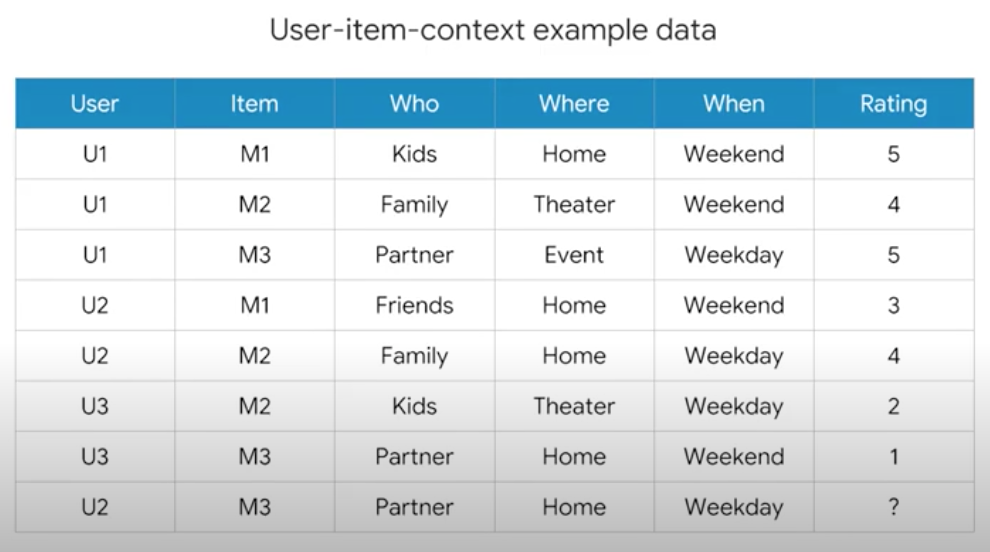 User-item-context example data
User Item Who Where When Rating
U1 M1 Kids Home Weekend 5
U1 M2 Family Theater Weekend 4
U1 M3 Partner Event Weekday 5
U2 M1 Friends Home Weekend 3
U2 M2 Family Home Weekday 4
U3 M2 Kids Theater Weekday 2
U3 M3 Partner Home Weekend 1
U2 M3 Partner Home Weekday ?